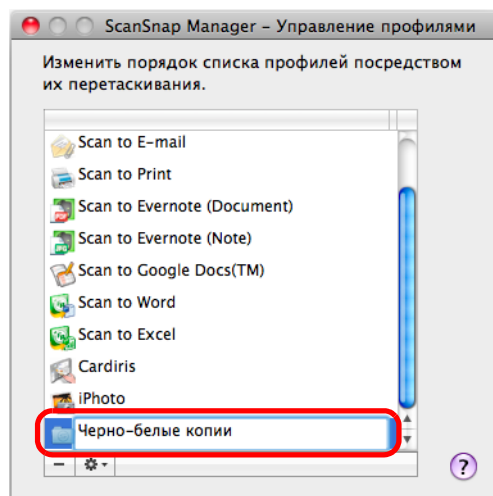 ScanSnap Manager – Управление профилями
Изменить порядок списка профилей посредством
их перетаскивания.
Scan to E-mail
Scan to Print
Scan to Evernote (Document)
Scan to Evernote (Note)
Scan to Google Docs(TM)
Scan to Word
Scan to Excel
Cardiris
iPhoto
Черно-белые копии